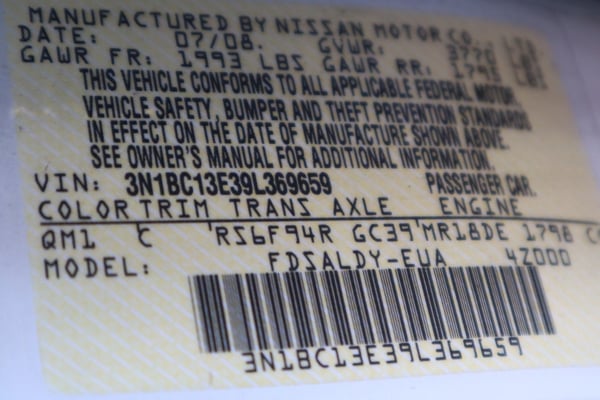 MANUFACTURED BY NISSAN MOTOR CO.
DATE: 07/08. GVWR: 3770
GAWR FR: 1993 LBS GAWR RR: 1795
THIS VEHICLE CONFORMS TO ALL APPLICABLE FEDERAL MOTOR
VEHICLE SAFETY, BUMPER AND THEFT PREVENTION STANDARDS
IN EFFECT ON THE DATE OF MANUFACTURE SHOWN ABOVE.
SEE OWNER'S MANUAL FOR ADDITIONAL INFORMATION.
VIN: 3N1BC13E39L369659 PASSENGER CAR.
COLOR TRIM TRANS AXLE ENGINE
QM1 C RS6F94R GC39 MR18DE 1798
MODEL: FDSALDY-EUA 4Z000
3N1BC13E39L369659